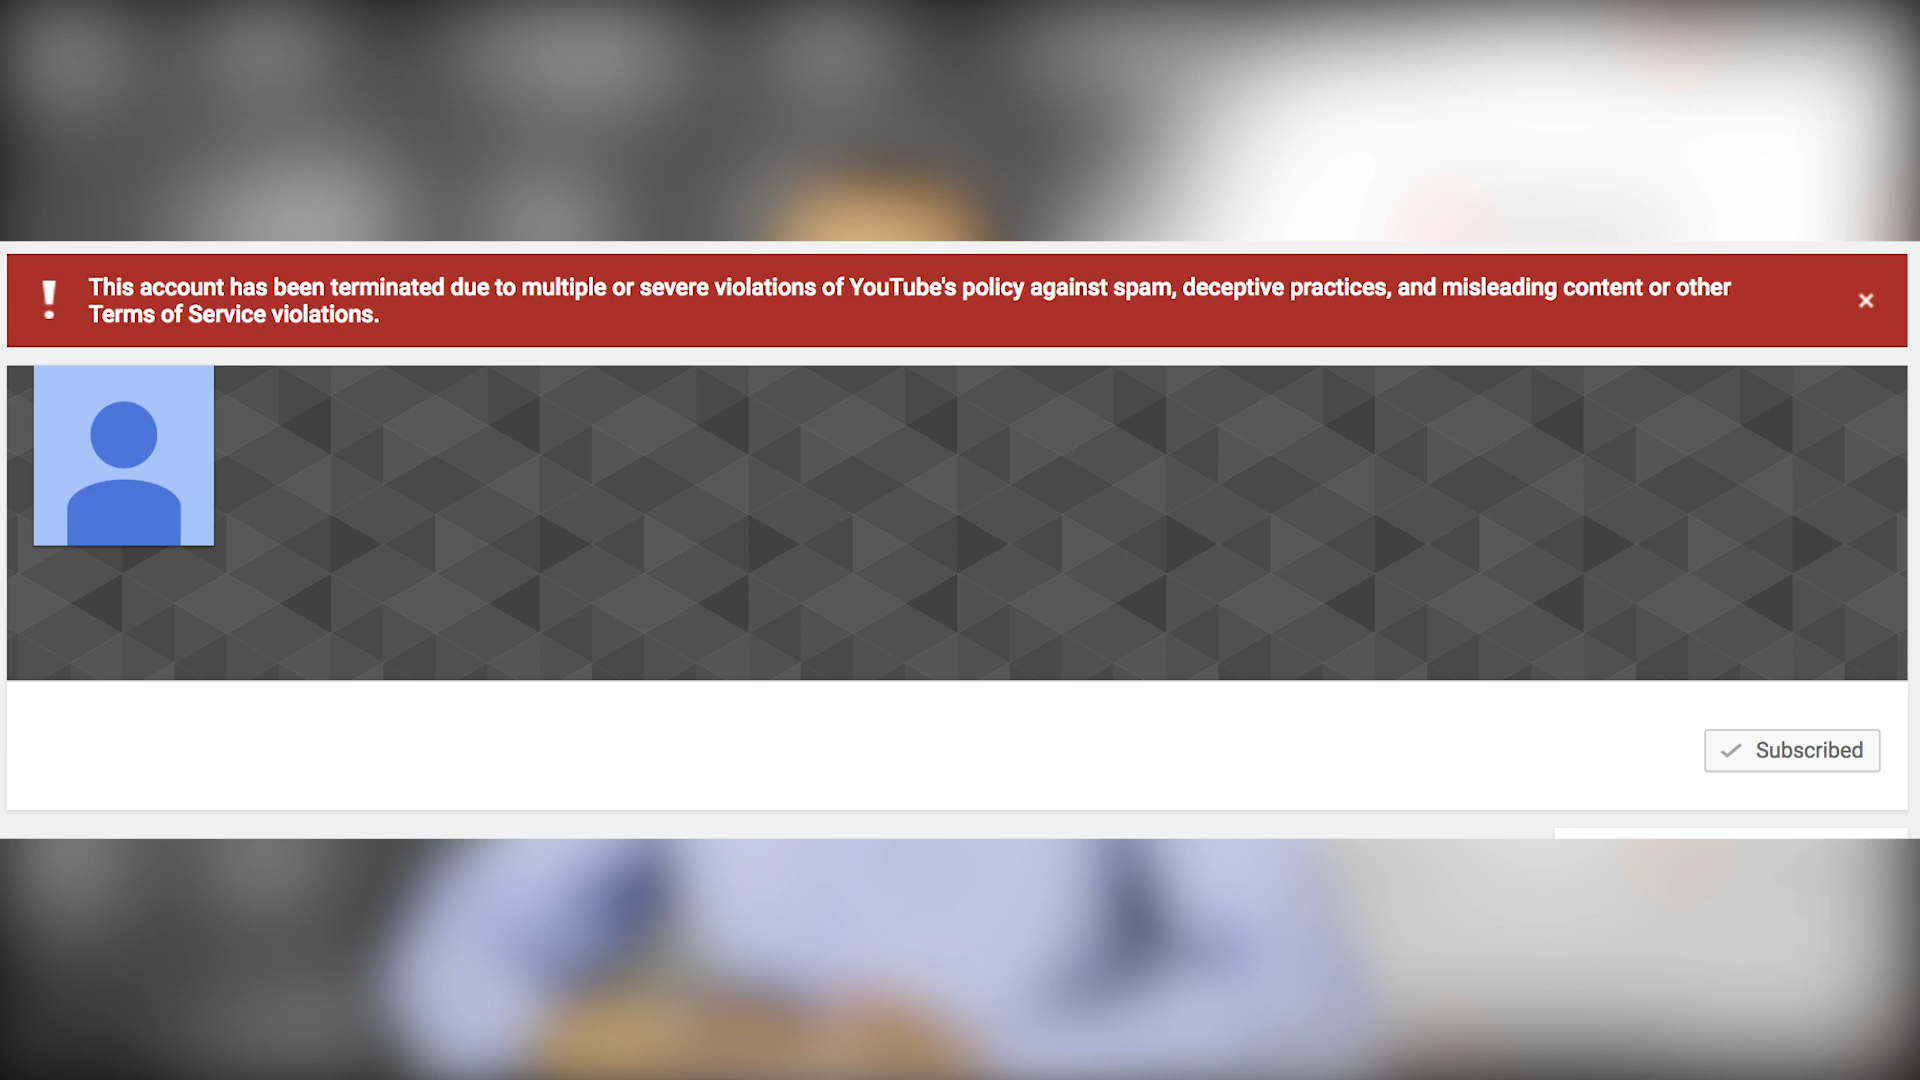 This account has been terminated due to multiple or severe violations of YouTube's policy against spam, deceptive practices, and misleading content or other
Terms of Service violations.
Subscribed